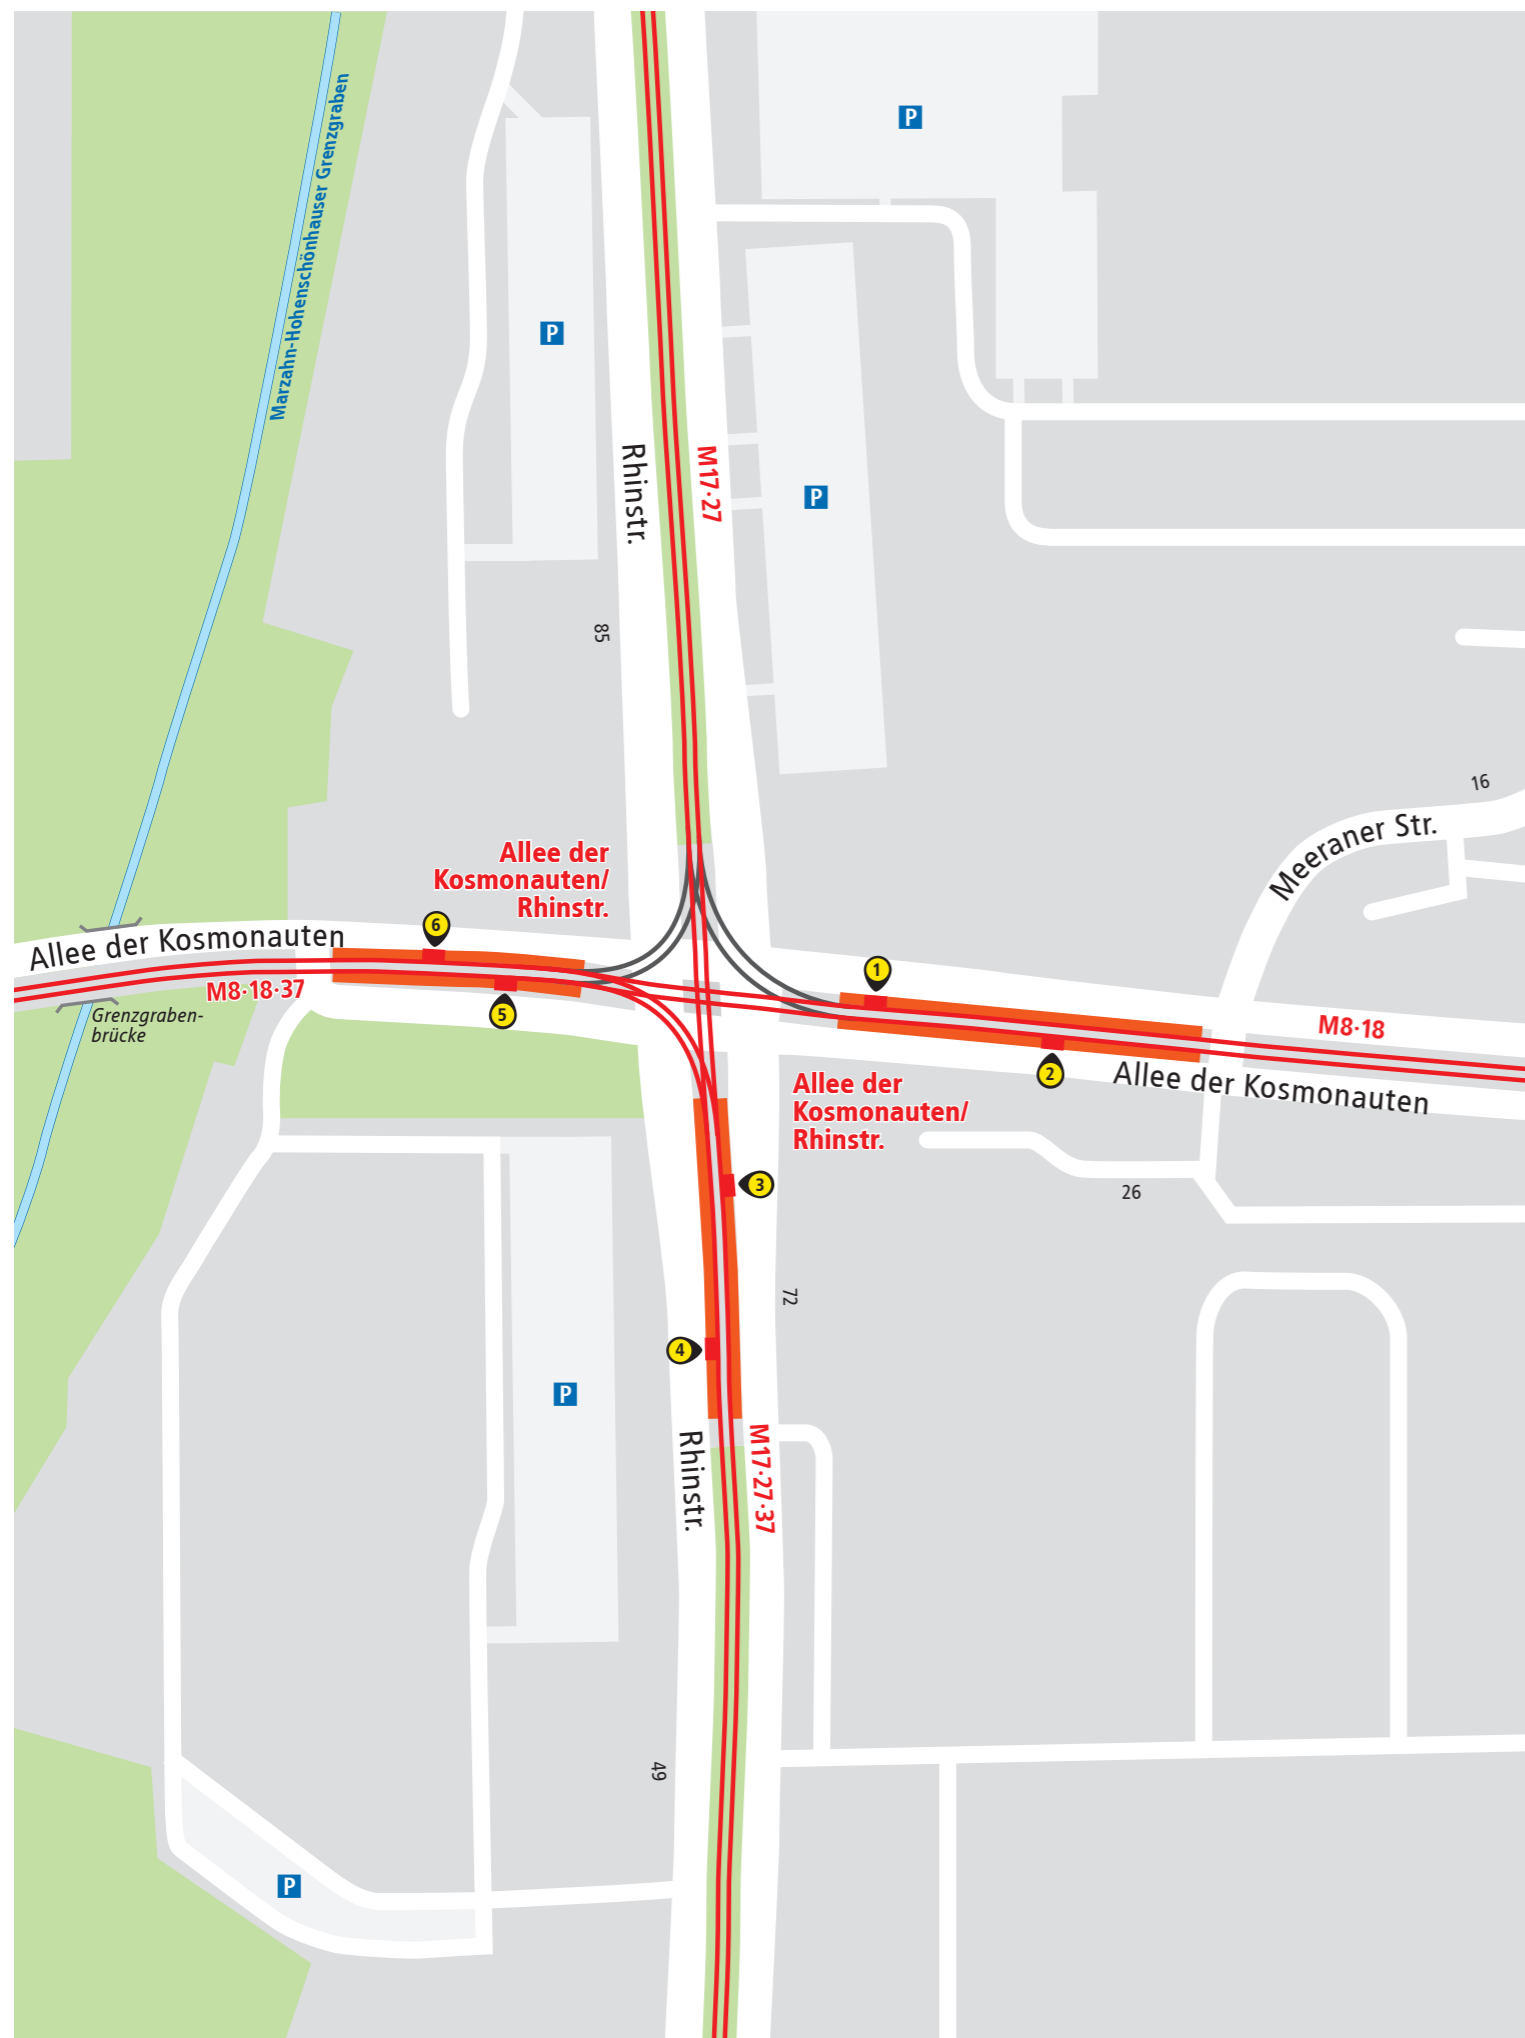 P
Marzahn-Hohenschönhauser Grenzgraben
P
Rhinstr.
M17·27
P
85
16
Meeraner Str.
Allee der
Kosmonauten/
Rhinstr.
6
Allee der Kosmonauten
M8·18·37
5
Grenzgraben-
brücke
1
M8·18
2
Allee der Kosmonauten
Allee der
Kosmonauten/
Rhinstr.
3
26
72
4
P
Rhinstr.
M17·27·37
49
P